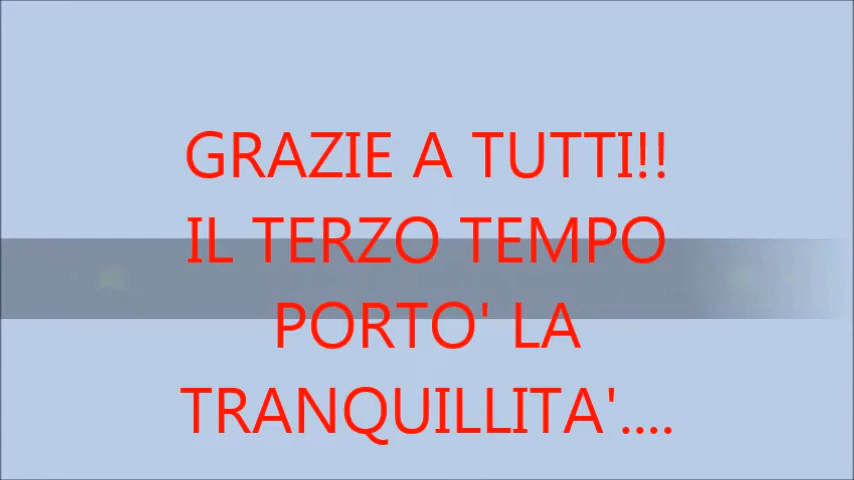 GRAZIE A TUTTI!!
IL TERZO TEMPO
PORTO' LA
TRANQUILLITA'....